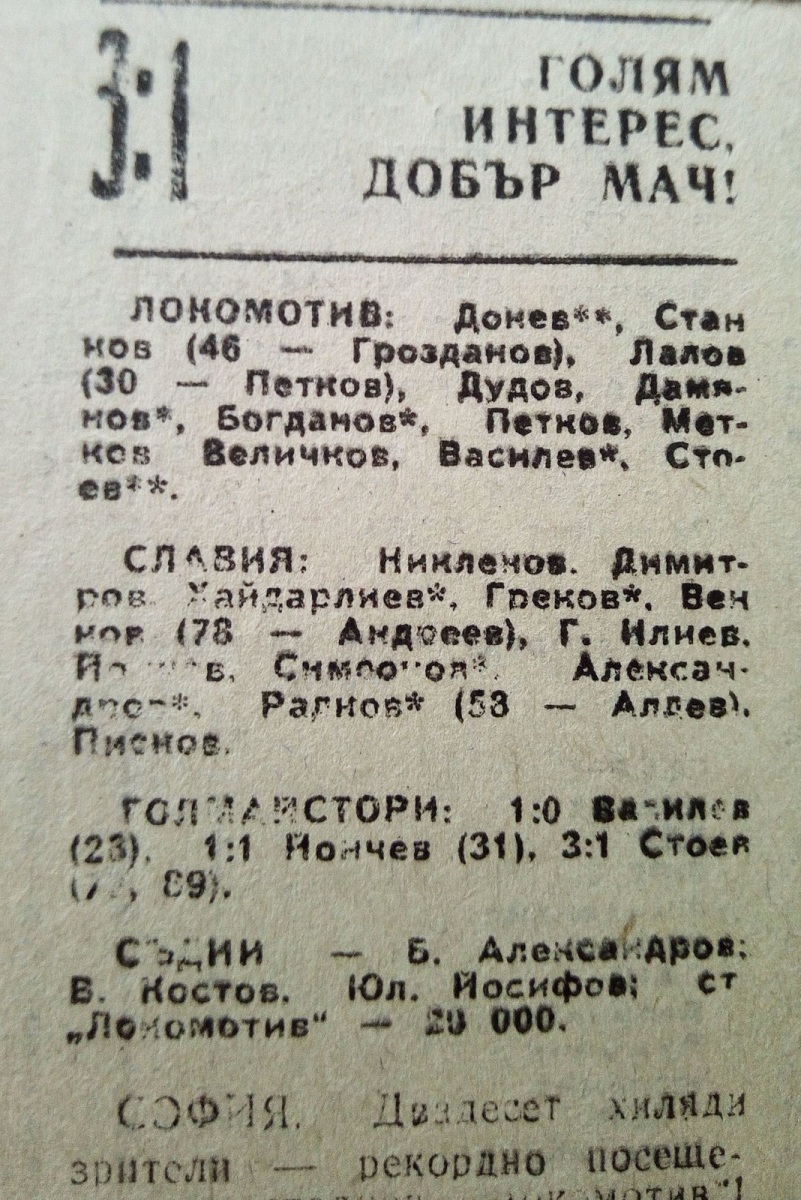 3:1
ГОЛЯМ
ИНТЕРЕС,
ДОБЪР МАЧ!
ЛОКОМОТИВ: Донев**, Стан
ков (46 — Грозданов), Лалов
(30 — Петков), Дудов, Дамя-
нов*, Богданов*, Петков, Мет-
ков Величков, Василев*, Сто-
ев**.
СЛАВИЯ: Никленов. Димит-
ров Хайдарлиев*, Греков*, Вен
ков (78 — Андреев), Г. Илиев,
Симеонов*. Алексан-
дров*, Радков* (53 — Алдев),
Писков.
ГОЛМАЙСТОРИ: 1:0 Василев
(23), 1:1 Йончев (31), 3:1 Стоев
89).
СЪДИИ — Б. Александров;
В. Костов. Юл. Йосифов; ст
„Локомотив“ — 20 000.
СОФИЯ. Двадесет хиляди
зрители — рекордно посеще-